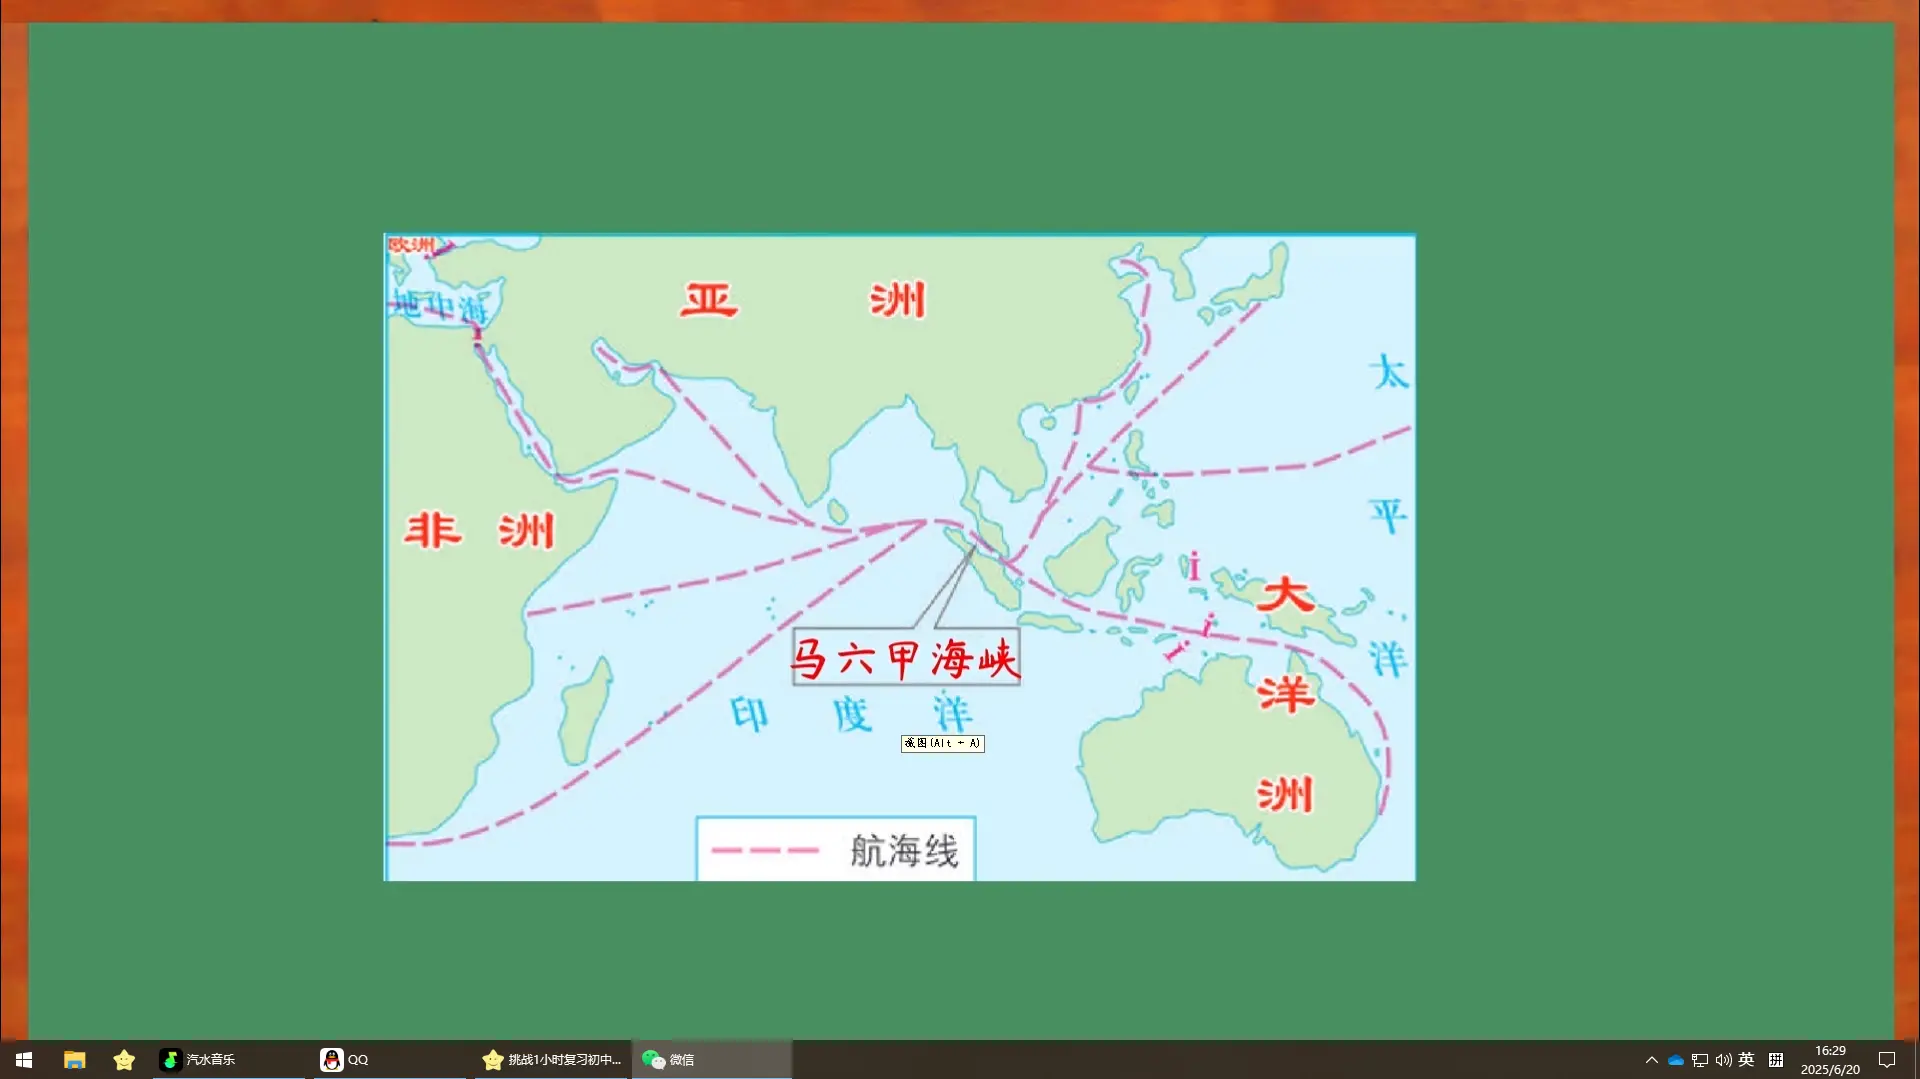 欧洲
亚洲
地中海
太平洋
非洲
大洋洲
马六甲海峡
印度洋
截图(Alt + A)
航海线
汽水音乐
QQ
挑战1小时复习初中...
微信
英
拼
16:29
2025/6/20